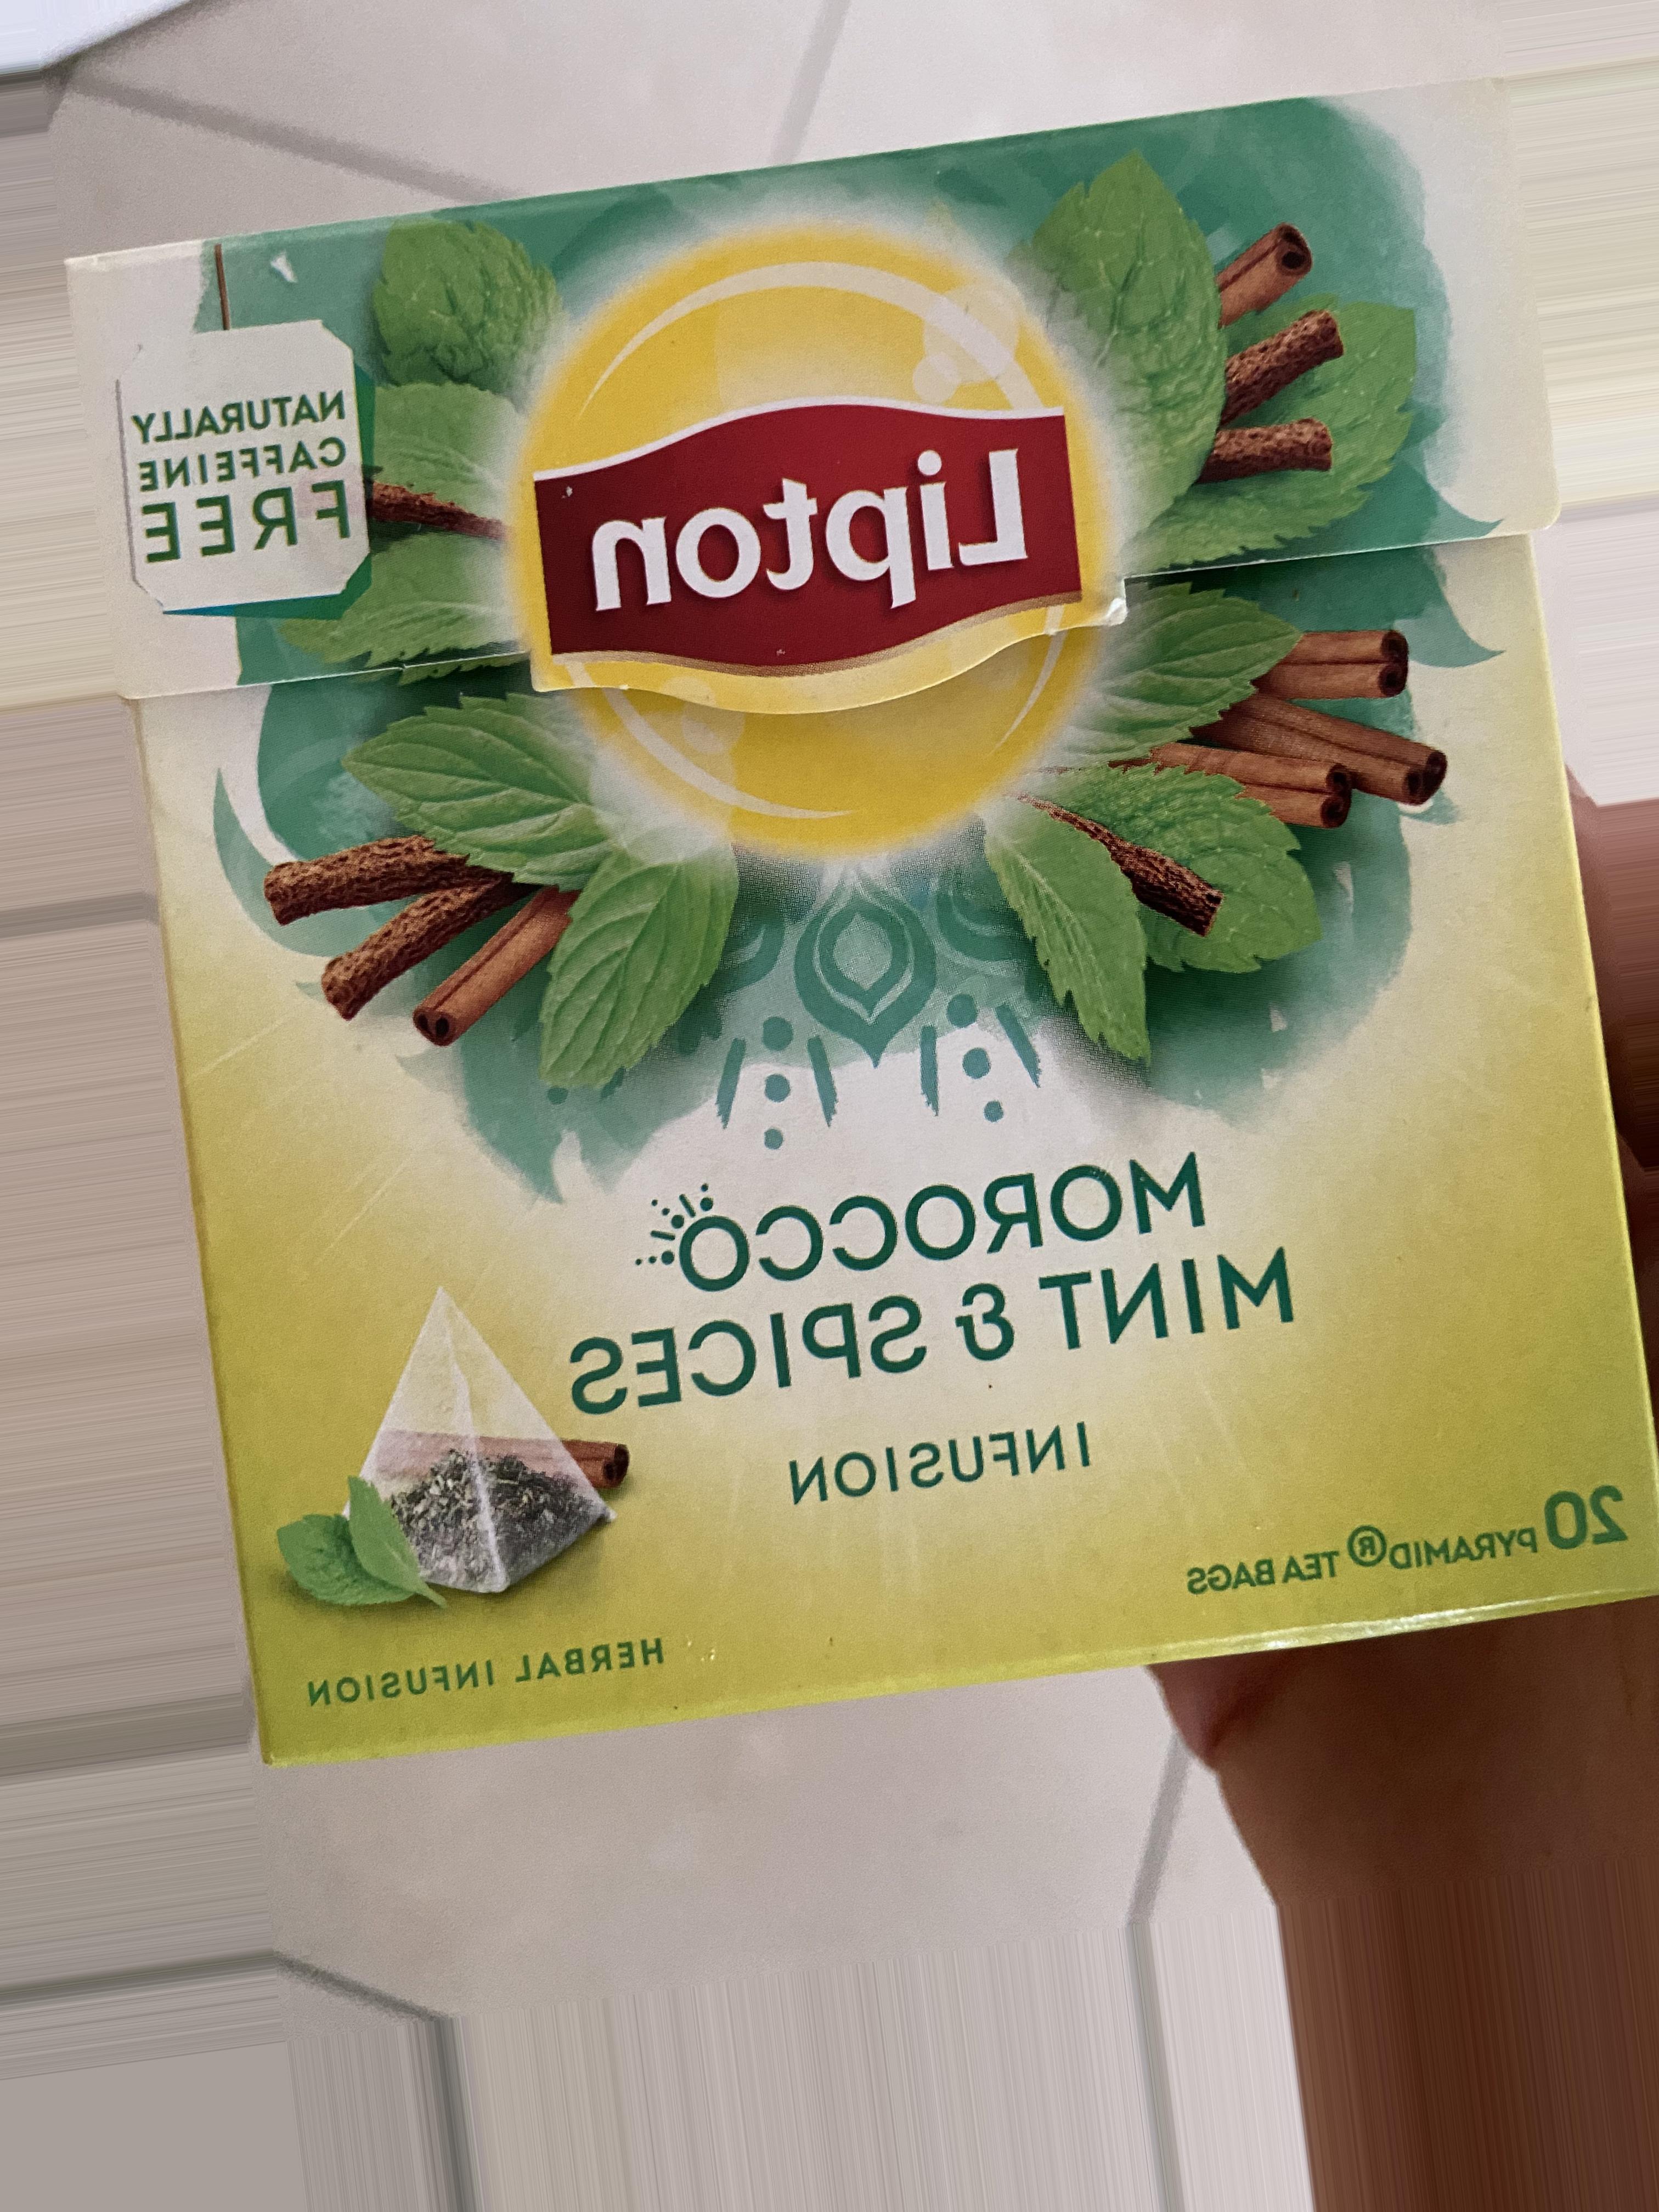 NATURALLY
CAFFEINE
FREE
Lipton
MOROCCO
MINT & SPICES
INFUSION
20 PYRAMID® TEA BAGS
HERBAL INFUSION